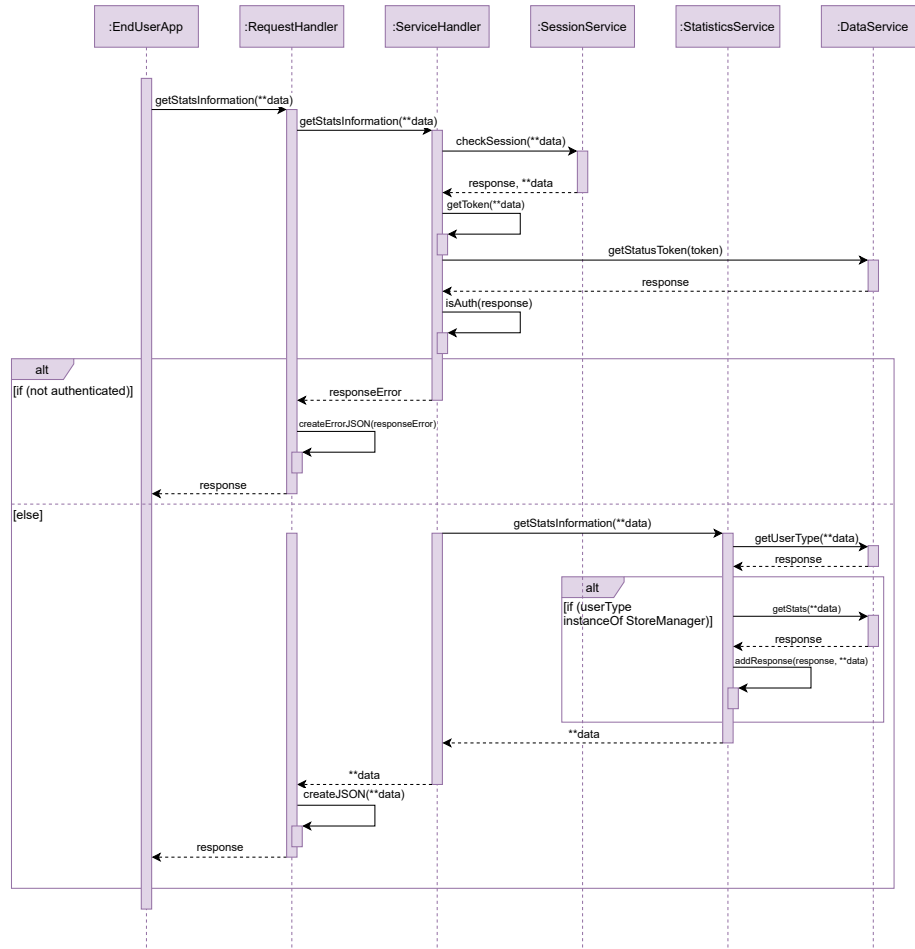 :EndUserApp
:RequestHandler
:ServiceHandler
:SessionService
:StatisticsService
:DataService
getStatsInformation(**data)
getStatsInformation(**data)
checkSession(**data)
response, **data
getToken(**data)
getStatusToken(token)
response
isAuth(response)
alt
[if (not authenticated)]
responseError
createErrorJSON(responseError)
response
[else]
getStatsInformation(**data)
getUserType(**data)
response
alt
[if (userType
instanceOf StoreManager)]
getStats(**data)
response
addResponse(response, **data)
**data
**data
createJSON(**data)
response